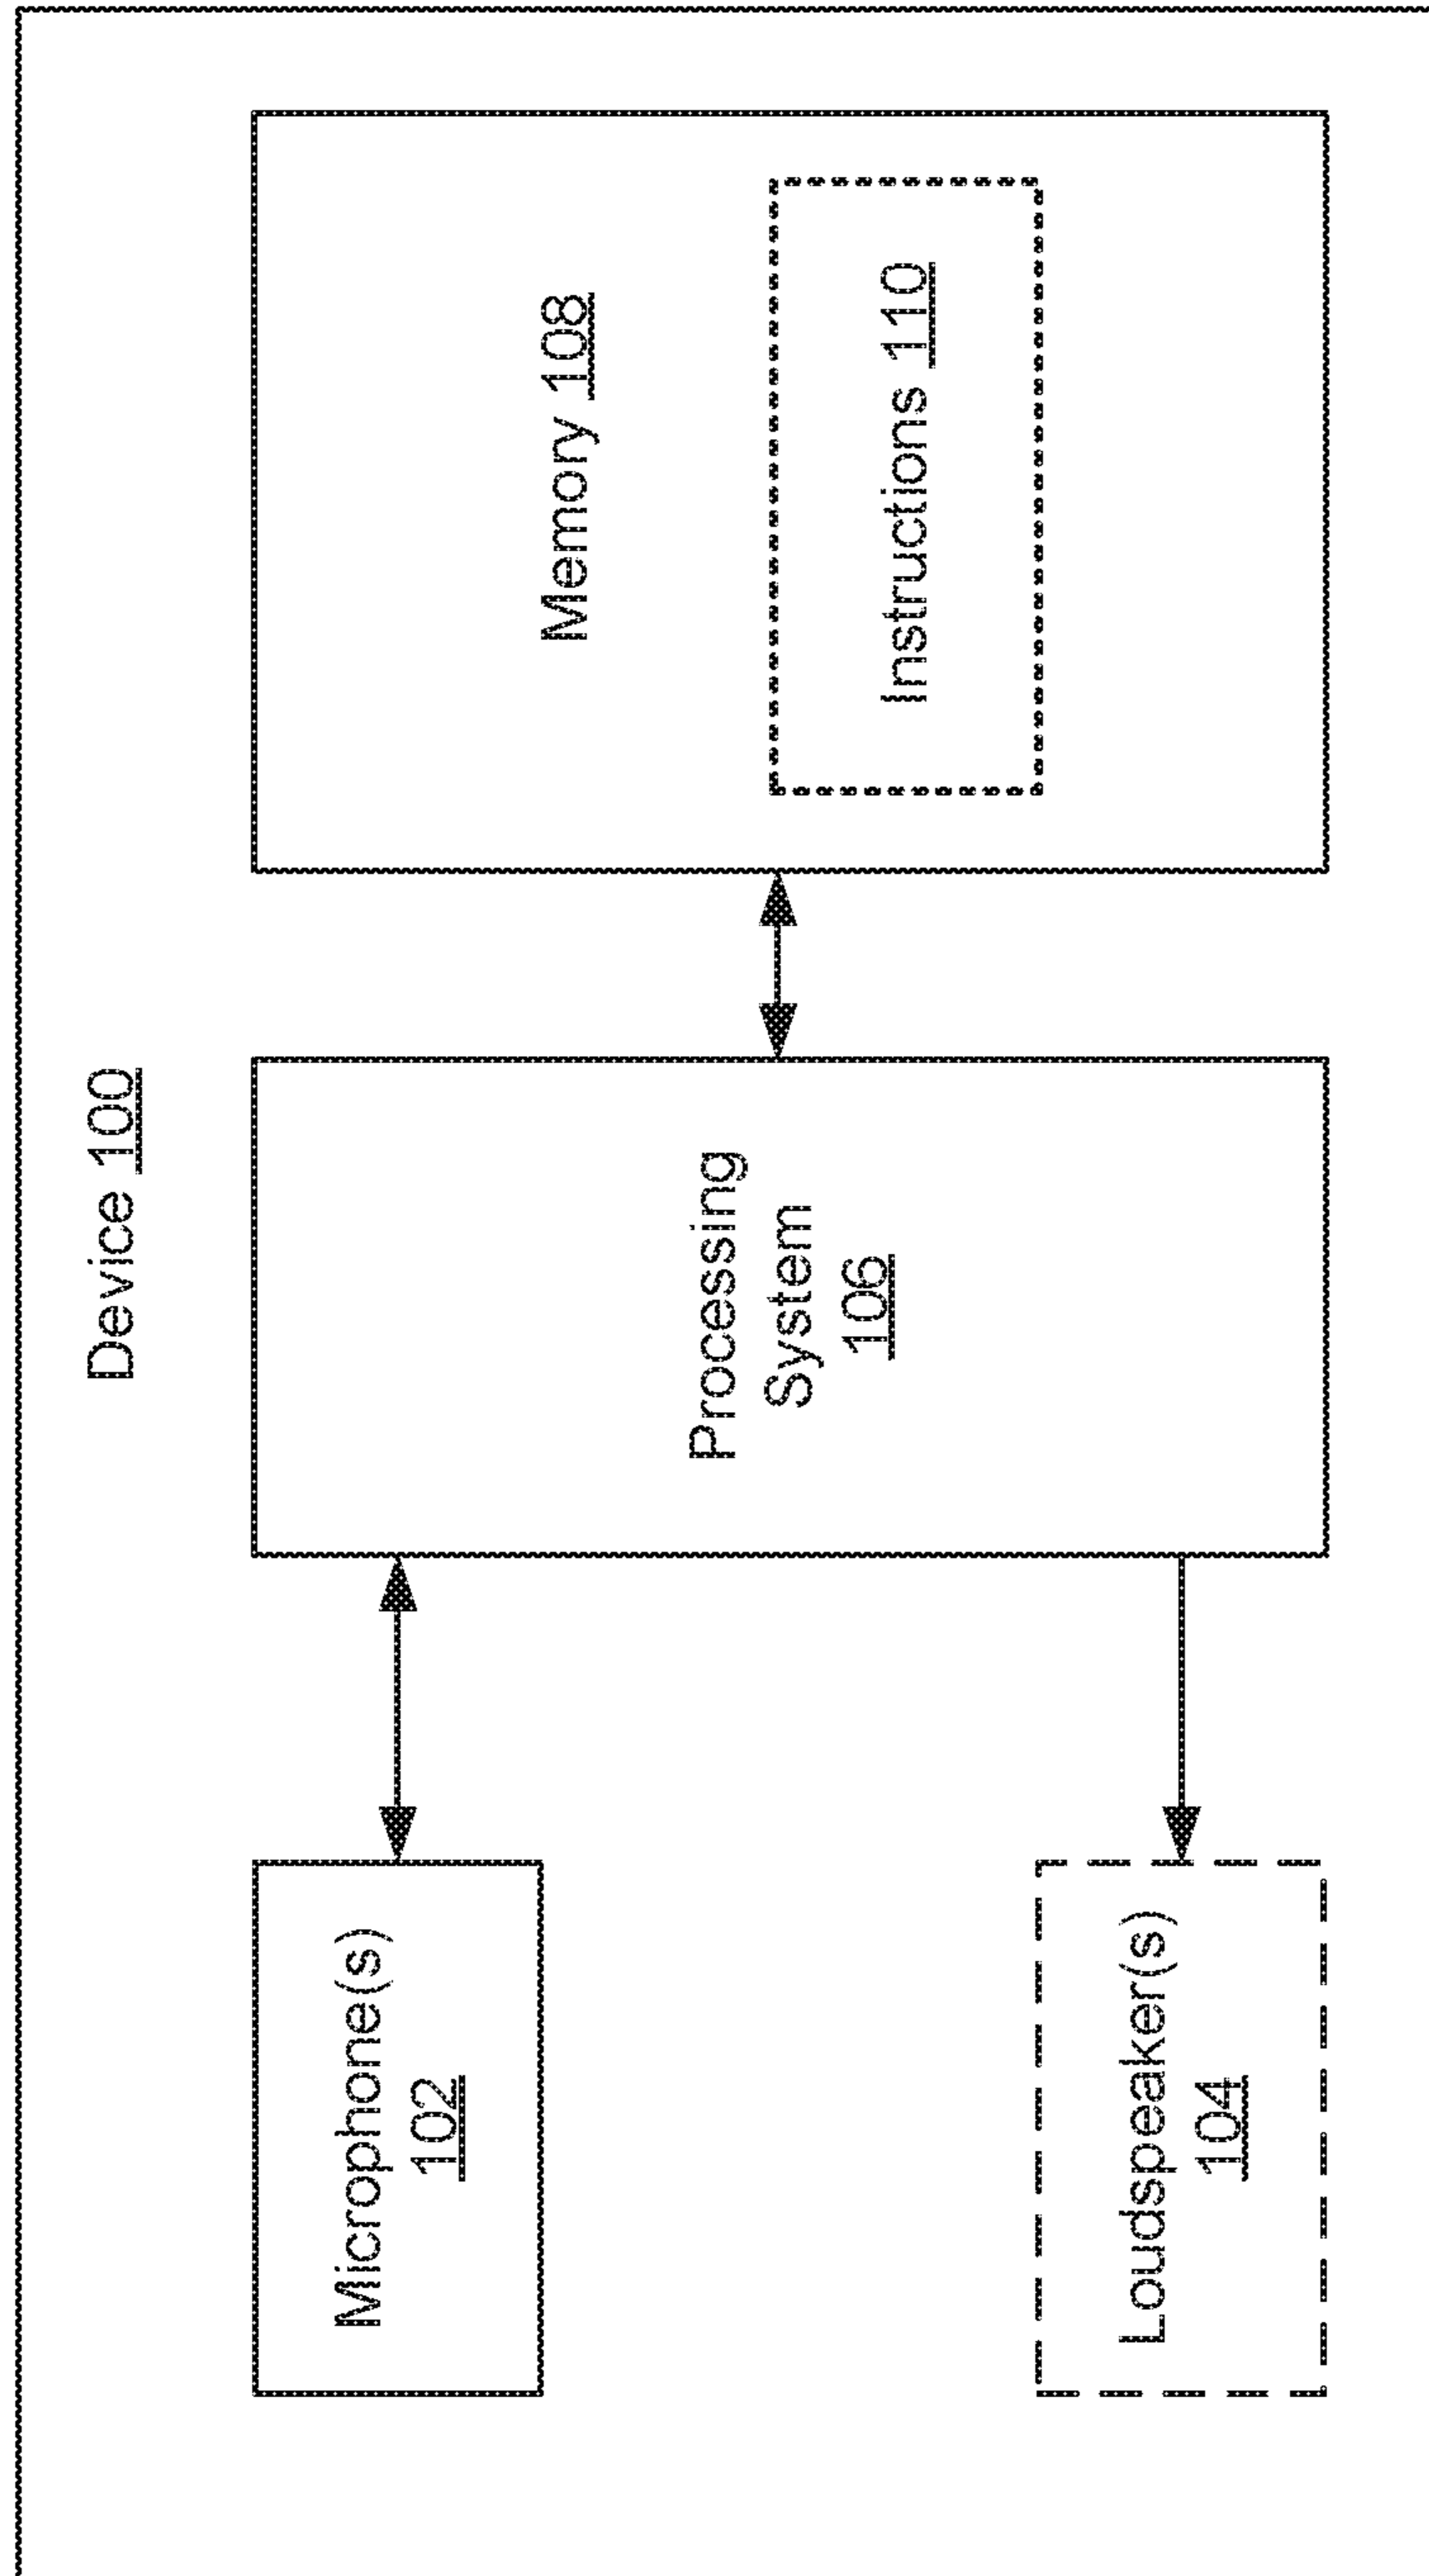 Device 100
Microphone(s)
102
Loudspeaker(s)
104
Processing
System
106
Memory 108
Instructions 110